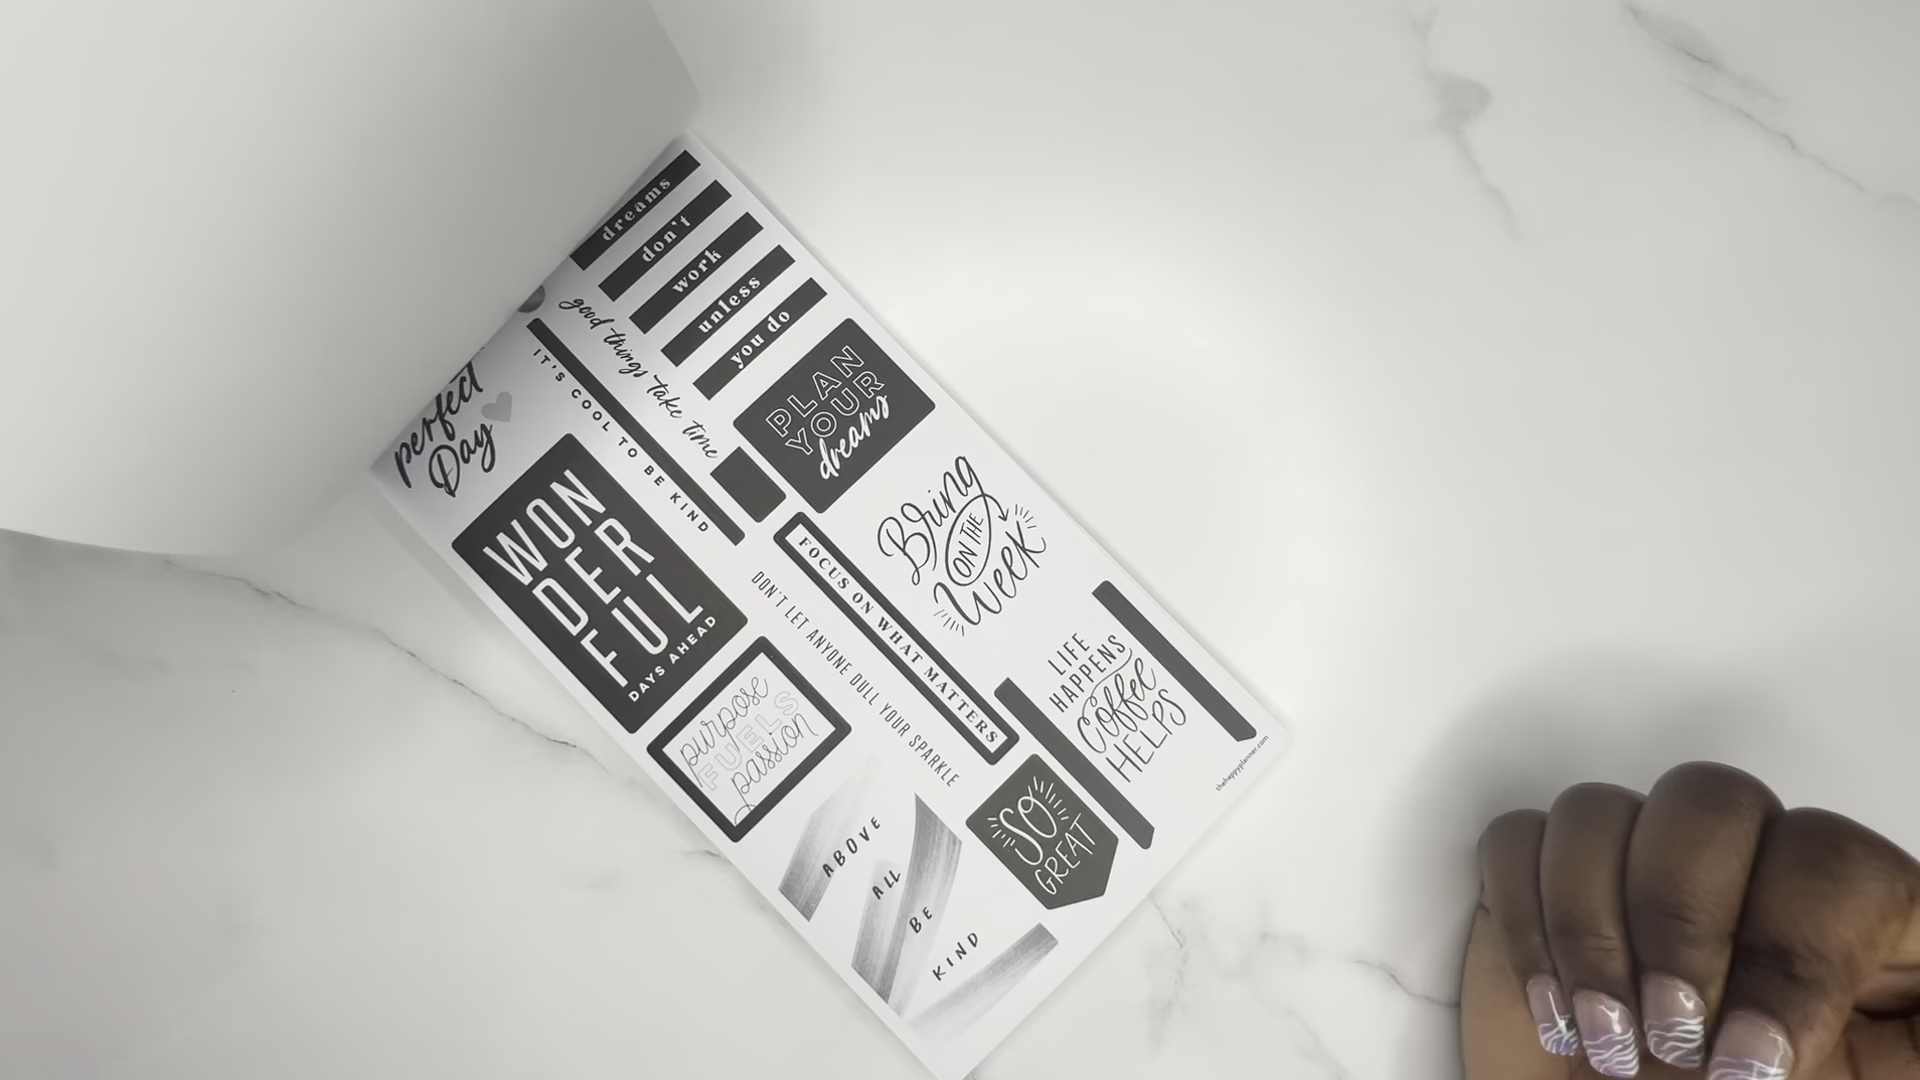 dreams
don't
work
unless
you do
good things take time
IT'S COOL TO BE KIND
perfect
Day
PLAN
YOUR
dreams
WON
DER
FUL
DAYS AHEAD
Bring
ON THE
Week
FOCUS ON WHAT MATTERS
DON'T LET ANYONE DULL YOUR SPARKLE
purpose
FUELS
passion
LIFE
HAPPENS
Coffee
HELPS
SO
GREAT
ABOVE
ALL
BE
KIND
thehappyplanner.com